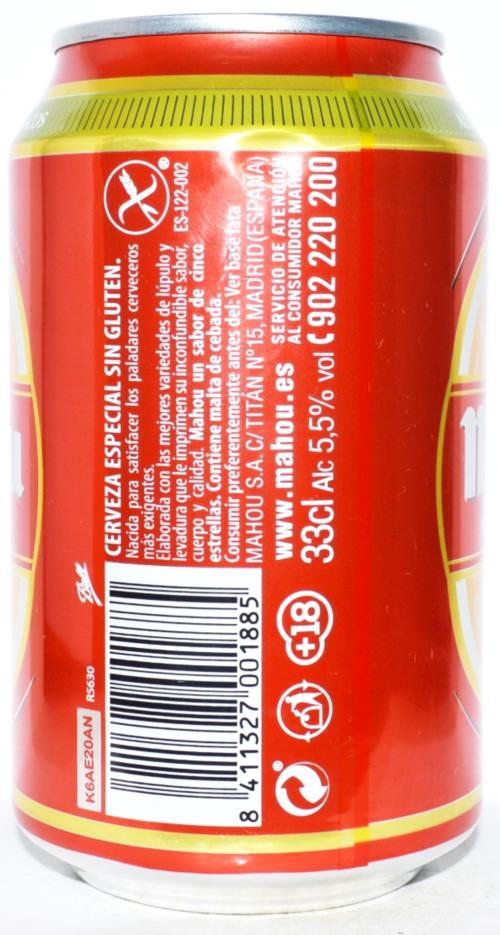 CERVEZA ESPECIAL SIN GLUTEN.
Nacida para satisfacer los paladares cerveceros
más exigentes.
Elaborada con las mejores variedades de lúpulo y
levadura que le imprimen su inconfundible sabor,
cuerpo y calidad. Mahou un sabor de cinco
estrellas. Contiene malta de cebada.
Consumir preferentemente antes del: Ver base lata
MAHOU S.A. C/TITÁN Nº15, MADRID(ESPAÑA)
www.mahou.es
SERVICIO DE ATENCIÓN
AL CONSUMIDOR
33cl Alc 5,5% vol
902 220 200
ES-122-002
®
Ball
K6AE20AN
R5630
8 411327 001885
+18